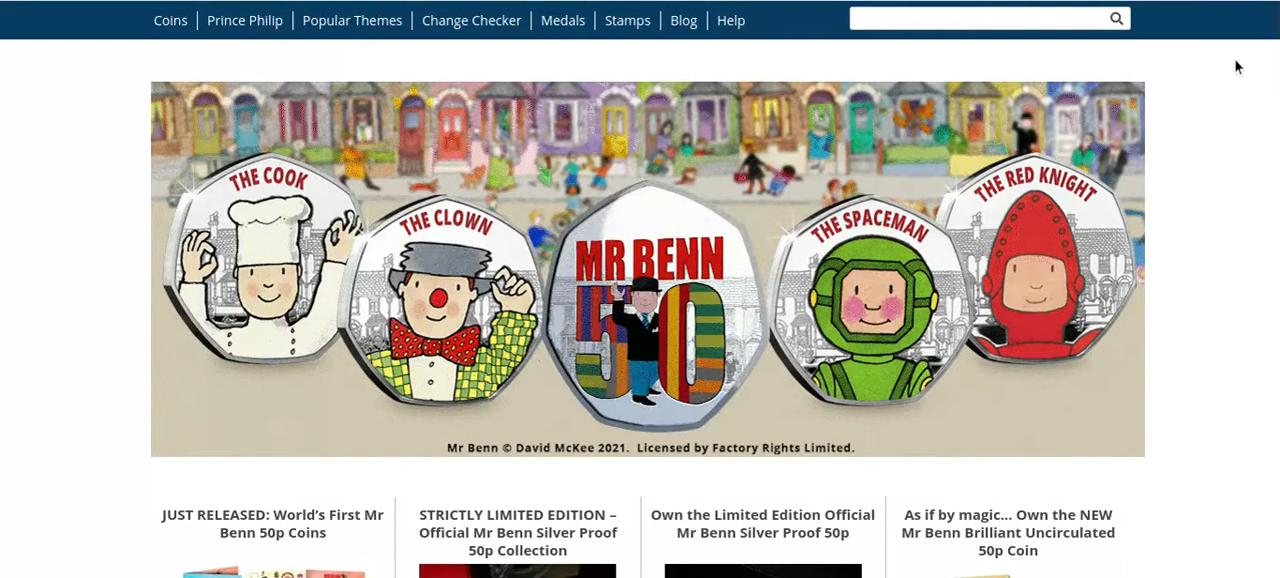 Coins Prince Philip Popular Themes Change Checker Medals Stamps Blog Help
THE COOK
THE CLOWN
MR BENN
50
THE SPACEMAN
THE RED KNIGHT
Mr Benn © David McKee 2021. Licensed by Factory Rights Limited.
JUST RELEASED: World’s First Mr
Benn 50p Coins
STRICTLY LIMITED EDITION –
Official Mr Benn Silver Proof
50p Collection
Own the Limited Edition Official
Mr Benn Silver Proof 50p
As if by magic... Own the NEW
Mr Benn Brilliant Uncirculated
50p Coin